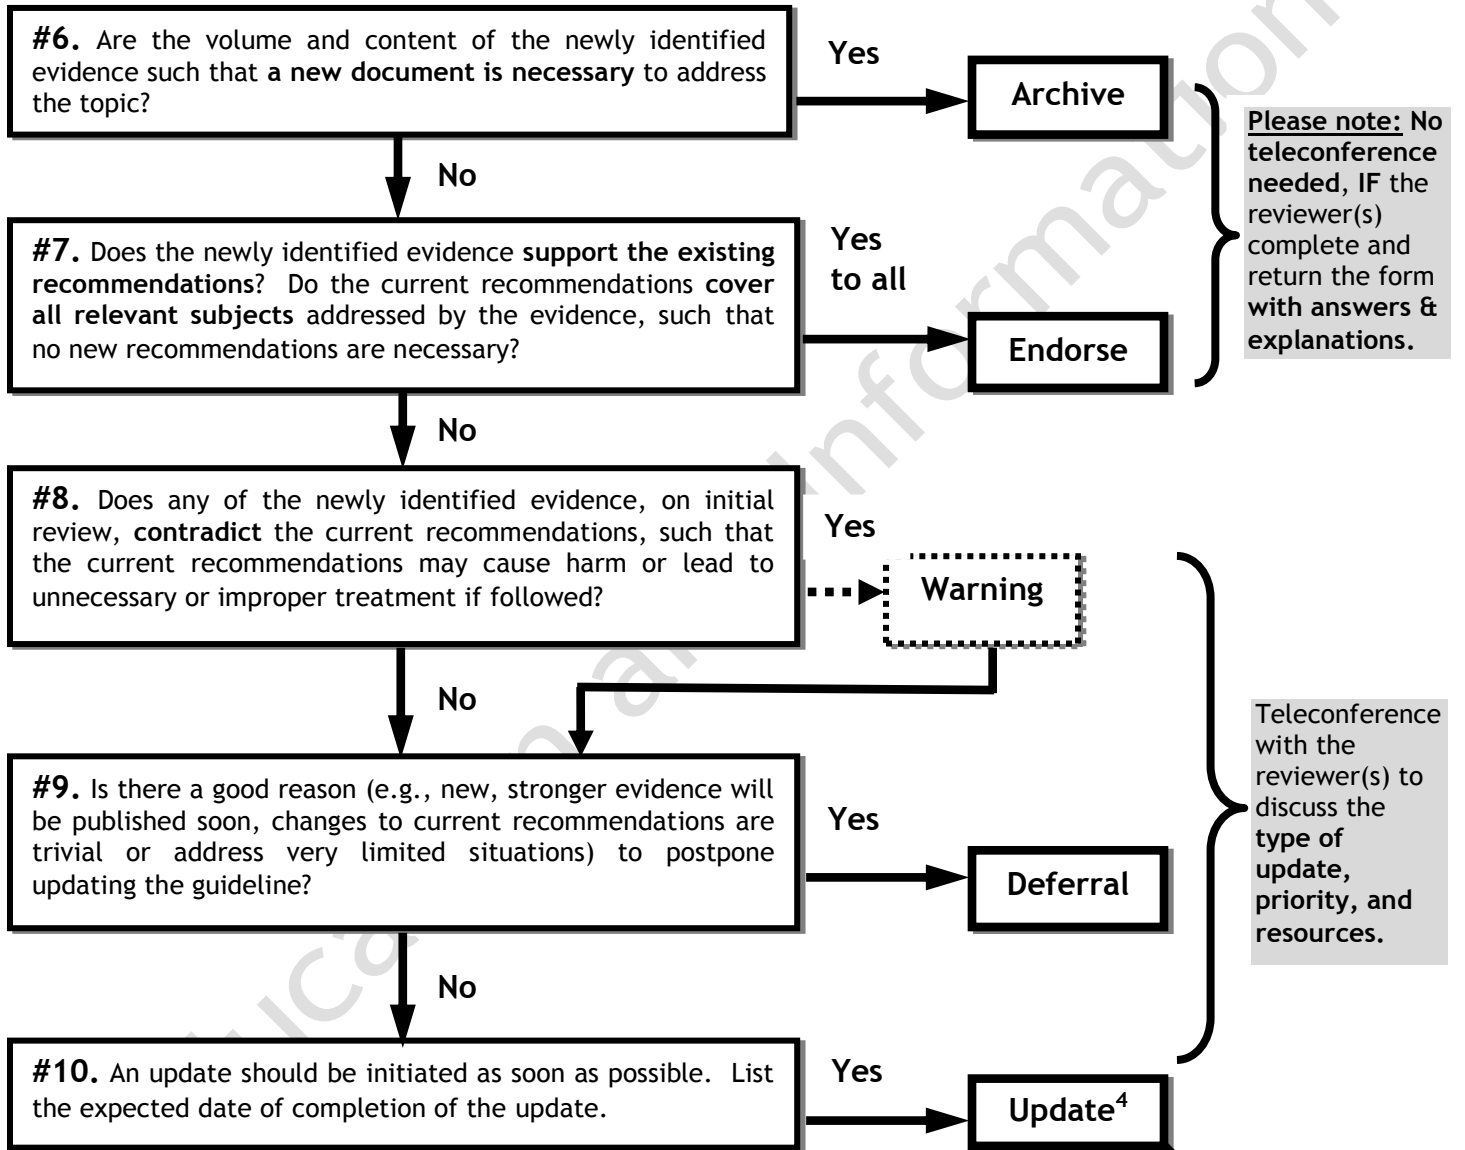 #6. Are the volume and content of the newly identified
evidence such that a new document is necessary to address
the topic?
Yes
Archive
Please note: No
teleconference
needed, IF the
reviewer(s)
complete and
return the form
with answers &
explanations.
No
#7. Does the newly identified evidence support the existing
recommendations? Do the current recommendations cover
all relevant subjects addressed by the evidence, such that
no new recommendations are necessary?
Yes
to all
Endorse
No
#8. Does any of the newly identified evidence, on initial
review, contradict the current recommendations, such that
the current recommendations may cause harm or lead to
unnecessary or improper treatment if followed?
Yes
Warning
No
Teleconference
with the
reviewer(s) to
discuss the
type of
update,
priority, and
resources.
#9. Is there a good reason (e.g., new, stronger evidence will
be published soon, changes to current recommendations are
trivial or address very limited situations) to postpone
updating the guideline?
Yes
Deferral
No
#10. An update should be initiated as soon as possible. List
the expected date of completion of the update.
Yes
Update⁴